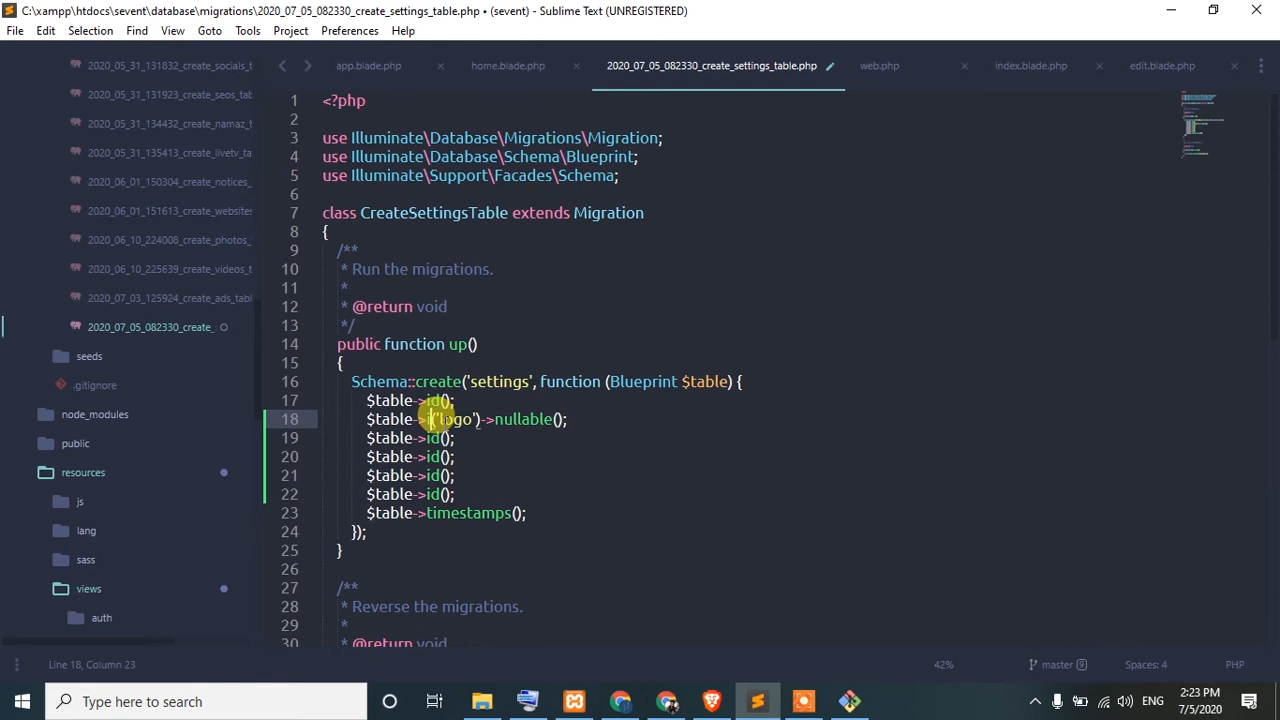 C:\xampp\htdocs\sevent\database\migrations\2020_07_05_082330_create_settings_table.php • (sevent) - Sublime Text (UNREGISTERED)
File Edit Selection Find View Goto Tools Project Preferences Help
2020_05_31_131832_create_socials_t
app.blade.php home.blade.php 2020_07_05_082330_create_settings_table.php web.php index.blade.php edit.blade.php
2020_05_31_131923_create_seos_tab
2020_05_31_134432_create_namaz_t
2020_05_31_135413_create_livetv_ta
2020_06_01_150304_create_notices_
2020_06_01_151613_create_websites
2020_06_10_224008_create_photos_
2020_06_10_225639_create_videos_t
2020_07_03_125924_create_ads_tabl
2020_07_05_082330_create_
seeds
.gitignore
node_modules
public
resources
js
lang
sass
views
auth
1 <?php
2
3 use Illuminate\Database\Migrations\Migration;
4 use Illuminate\Database\Schema\Blueprint;
5 use Illuminate\Support\Facades\Schema;
6
7 class CreateSettingsTable extends Migration
8 {
9 /**
10 * Run the migrations.
11 *
12 * @return void
13 */
14 public function up()
15 {
16 Schema::create('settings', function (Blueprint $table) {
17 $table->id();
18 $table->i('logo')->nullable();
19 $table->id();
20 $table->id();
21 $table->id();
22 $table->id();
23 $table->timestamps();
24 });
25 }
26
27 /**
28 * Reverse the migrations.
29 *
30 * @return void
Line 18, Column 23 42% master 9 Spaces: 4 PHP
Type here to search ENG 2:23 PM
7/5/2020